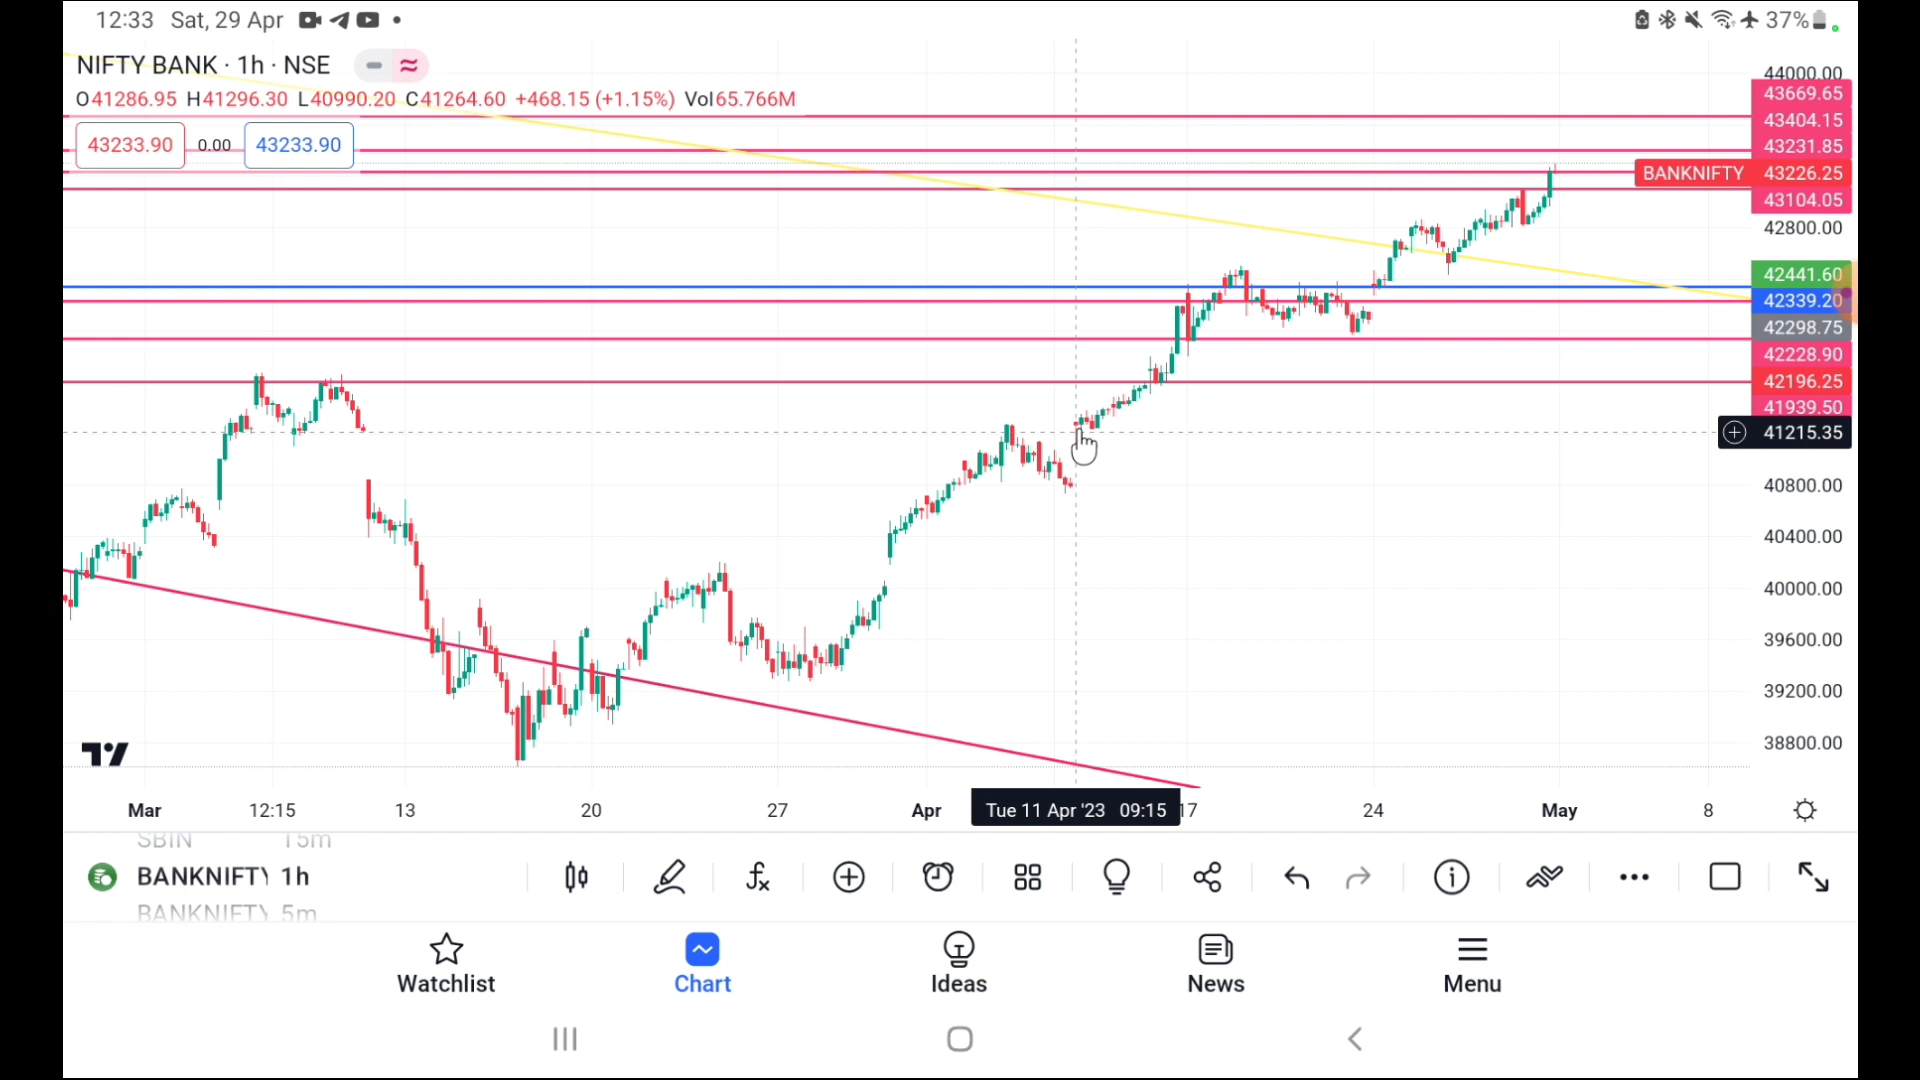 12:33 Sat, 29 Apr
37%
NIFTY BANK · 1h · NSE
O41286.95 H41296.30 L40990.20 C41264.60 +468.15 (+1.15%) Vol65.766M
43233.90 0.00 43233.90
44000.00
43669.65
43404.15
43231.85
BANKNIFTY 43226.25
43104.05
42800.00
42441.60
42339.20
42298.75
42228.90
42196.25
41939.50
41215.35
40800.00
40400.00
40000.00
39600.00
39200.00
38800.00
Mar 12:15 13 20 27 Apr Tue 11 Apr '23 09:15 17 24 May 8
SBIN 15m
BANKNIFTY 1h
BANKNIFTY 5m
Watchlist Chart Ideas News Menu